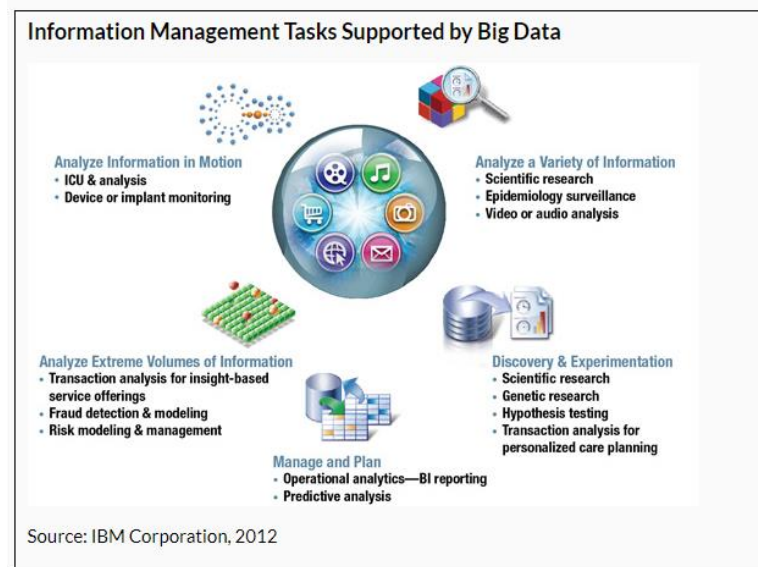 Information Management Tasks Supported by Big Data
Analyze Information in Motion
• ICU & analysis
• Device or implant monitoring
Analyze a Variety of Information
• Scientific research
• Epidemiology surveillance
• Video or audio analysis
Analyze Extreme Volumes of Information
• Transaction analysis for insight-based
service offerings
• Fraud detection & modeling
• Risk modeling & management
Discovery & Experimentation
• Scientific research
• Genetic research
• Hypothesis testing
• Transaction analysis for
personalized care planning
Manage and Plan
• Operational analytics—BI reporting
• Predictive analysis
Source: IBM Corporation, 2012